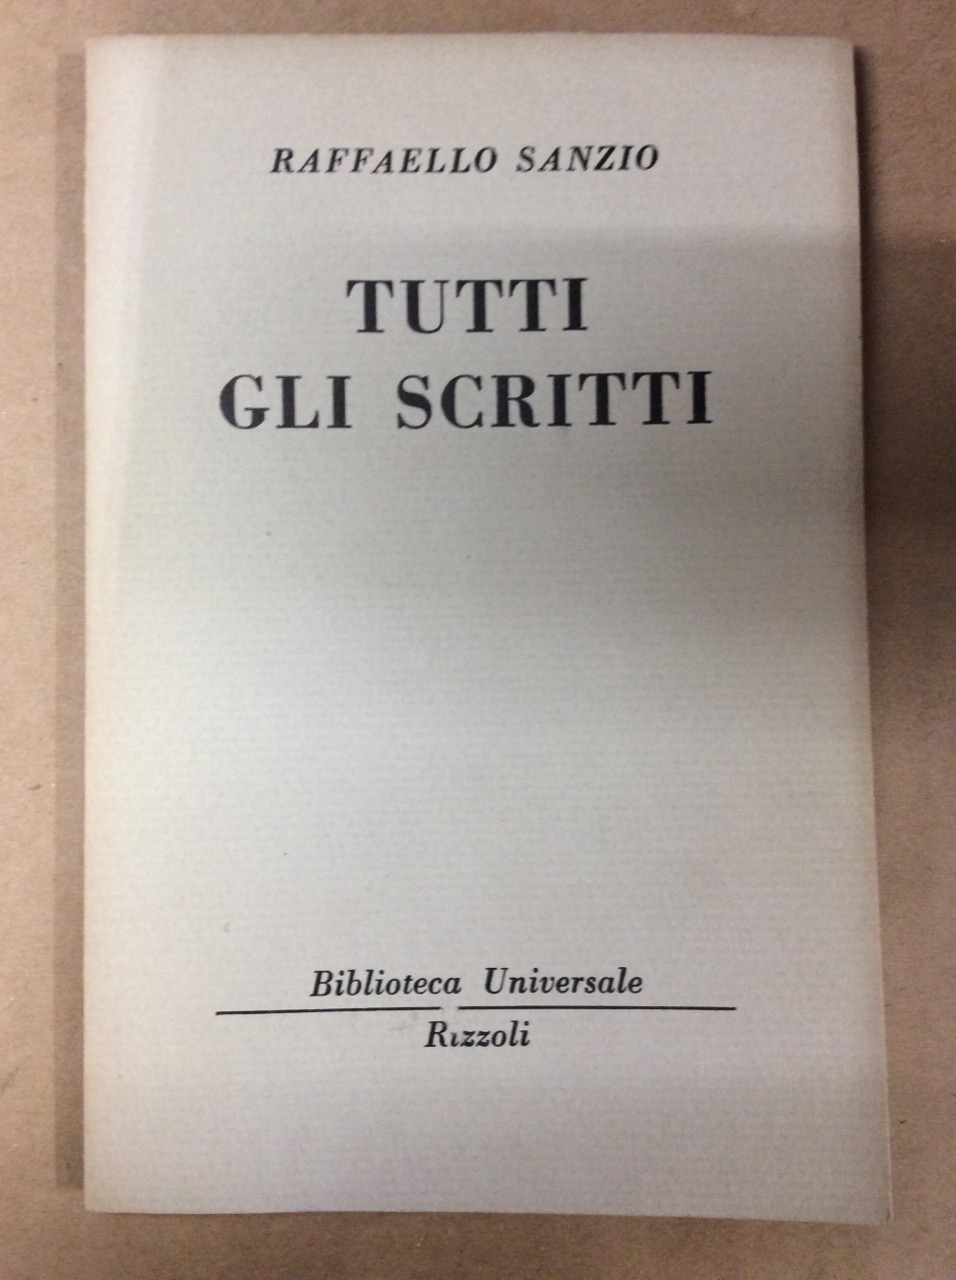 RAFFAELLO SANZIO
TUTTI
GLI SCRITTI
Biblioteca Universale
Rizzoli